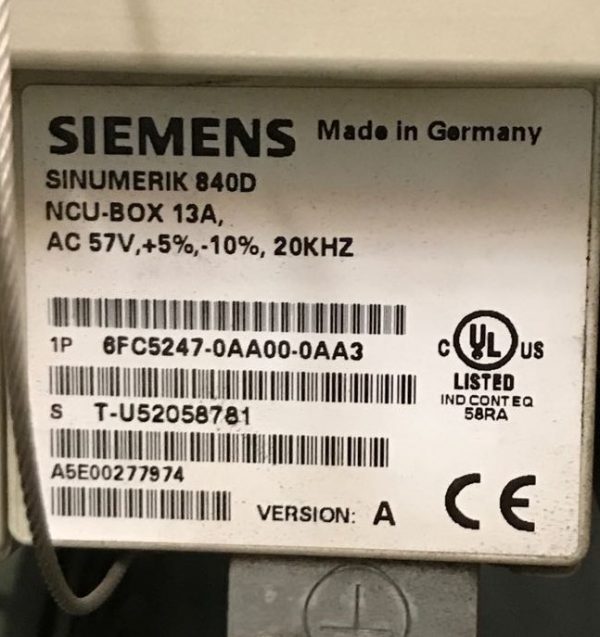 SIEMENS Made in Germany
SINUMERIK 840D
NCU-BOX 13A,
AC 57V,+5%,-10%, 20KHZ
1P 6FC5247-0AA00-0AA3
C UL US
LISTED
IND CONT EQ
58RA
S T-U52058781
A5E00277974
VERSION: A
CE